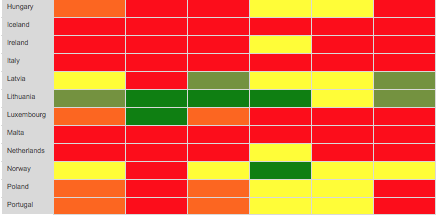 Hungary
Iceland
Ireland
Italy
Latvia
Lithuania
Luxembourg
Malta
Netherlands
Norway
Poland
Portugal